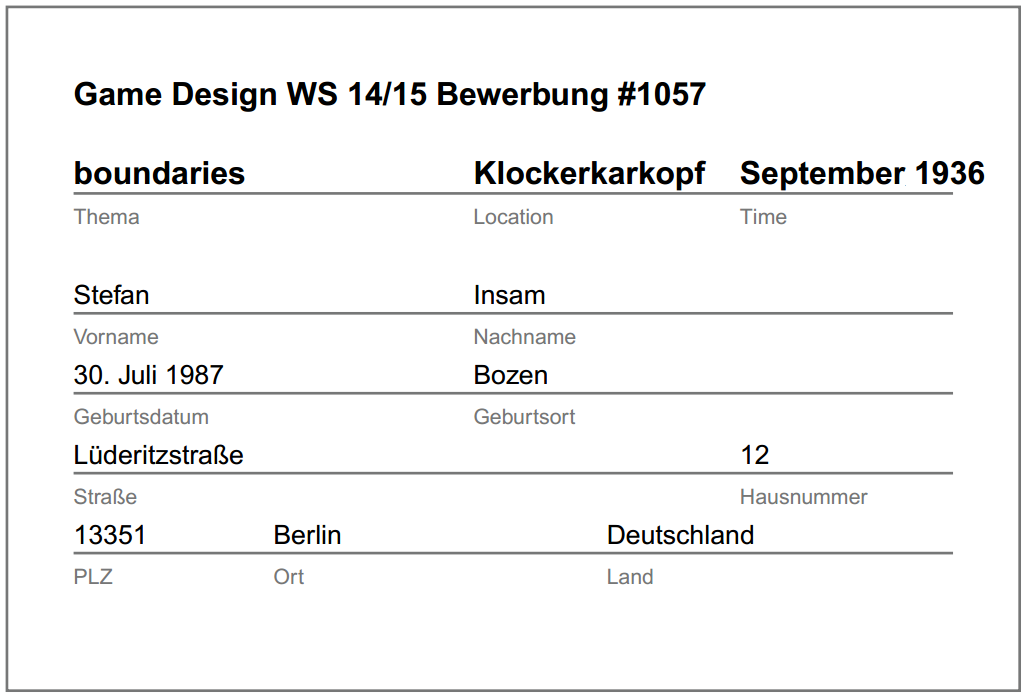 Game Design WS 14/15 Bewerbung #1057
boundaries Klockerkarkopf September 1936
Thema Location Time
Stefan Insam
Vorname Nachname
30. Juli 1987 Bozen
Geburtsdatum Geburtsort
Lüderitzstraße 12
Straße Hausnummer
13351 Berlin Deutschland
PLZ Ort Land